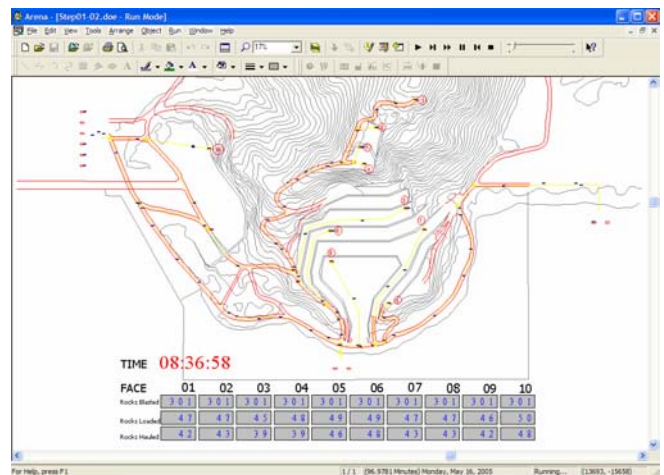 Arena - [Step01-02.doe - Run Mode]
File Edit View Tools Arrange Object Run Window Help
17%
TIME 08:36:58
FACE 01 02 03 04 05 06 07 08 09 10
Rocks Blasted 301 301 301 301 301 301 301 301 301 301
Rocks Loaded 47 47 45 48 49 49 47 47 46 50
Rocks Hauled 42 43 39 39 46 48 43 43 42 48
For Help, press F1 1 / 1 (96.9781 Minutes) Monday, May 16, 2005 Running... (13693, -15658)